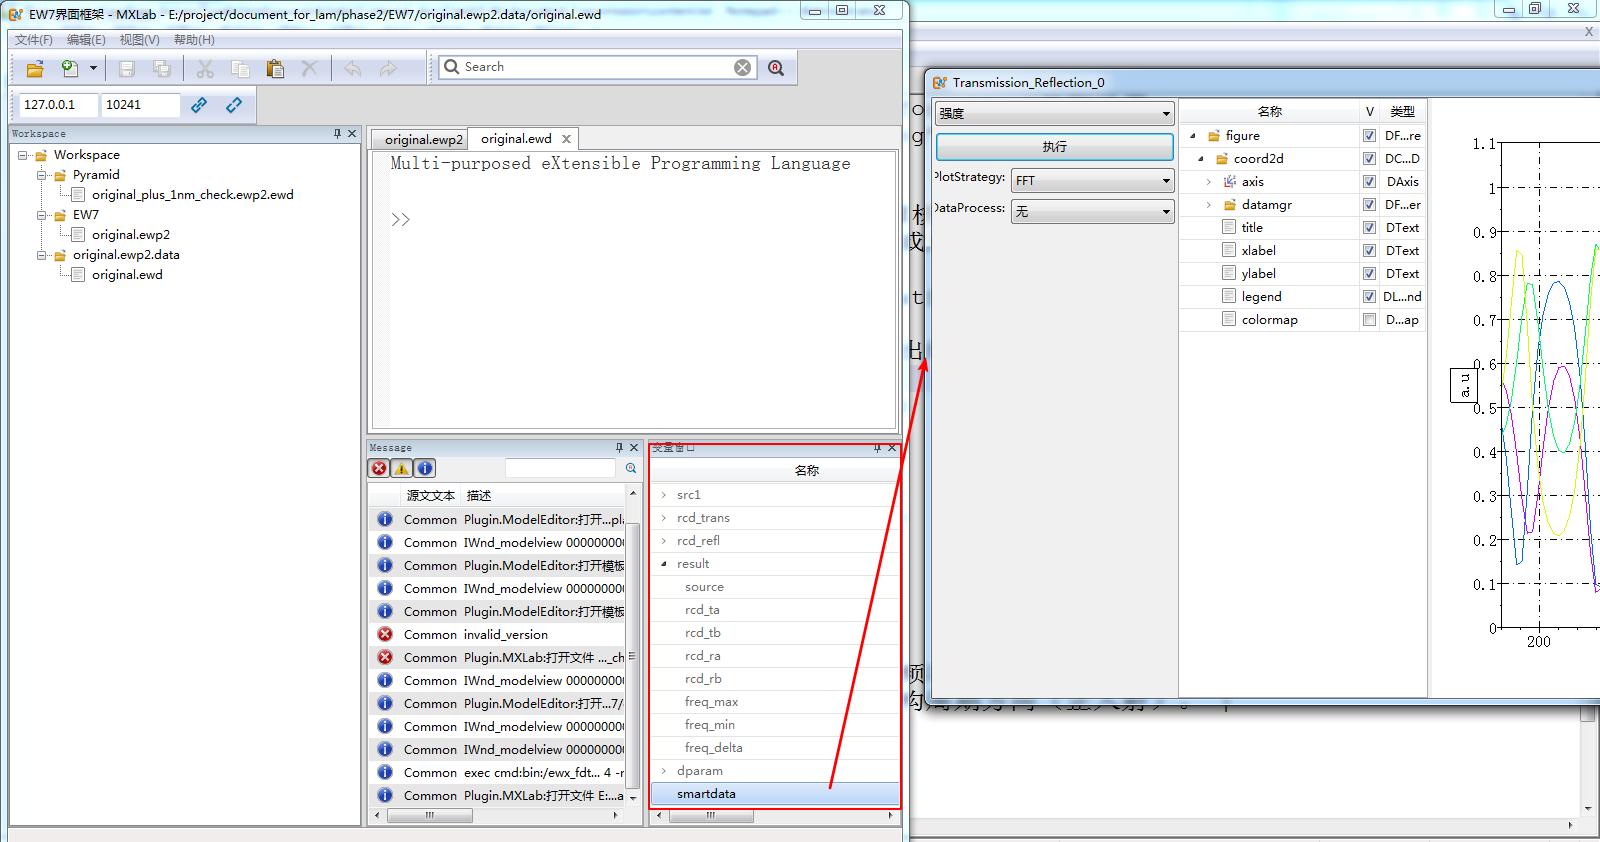 EW7界面框架 - MXLab - E:/project/document_for_lam/phase2/EW7/original.ewp2.data/original.ewd
文件(F) 编辑(E) 视图(V) 帮助(H)
Search
127.0.0.1 10241
Workspace
Workspace
Pyramid
original_plus_1nm_check.ewp2.ewd
EW7
original.ewp2
original.ewp2.data
original.ewd
original.ewp2 original.ewd
Multi-purposed eXtensible Programming Language
>>
Message
源文文本 描述
Common Plugin.ModelEditor:打开...pl
Common IWnd_modelview 000000000
Common Plugin.ModelEditor:打开模板
Common IWnd_modelview 000000000
Common Plugin.ModelEditor:打开模板
Common invalid_version
Common Plugin.MXLab:打开文件 ..._ch
Common IWnd_modelview 000000000
Common Plugin.ModelEditor:打开...7/
Common IWnd_modelview 000000000
Common IWnd_modelview 000000000
Common exec cmd:bin:/ewx_fdt... 4 -r
Common Plugin.MXLab:打开文件 E:...a
变量窗口
名称
src1
rcd_trans
rcd_refl
result
source
rcd_ta
rcd_tb
rcd_ra
rcd_rb
freq_max
freq_min
freq_delta
dparam
smartdata
Transmission_Reflection_0
强度
执行
PlotStrategy: FFT
DataProcess: 无
名称 V 类型
figure DF...re
coord2d DC...D
axis DAxis
datamgr DF...er
title DText
xlabel DText
ylabel DText
legend DL...nd
colormap D...ap
1.1
1
0.9
0.8
0.7
0.6
a.u
0.5
0.4
0.3
0.2
0.1
0
200